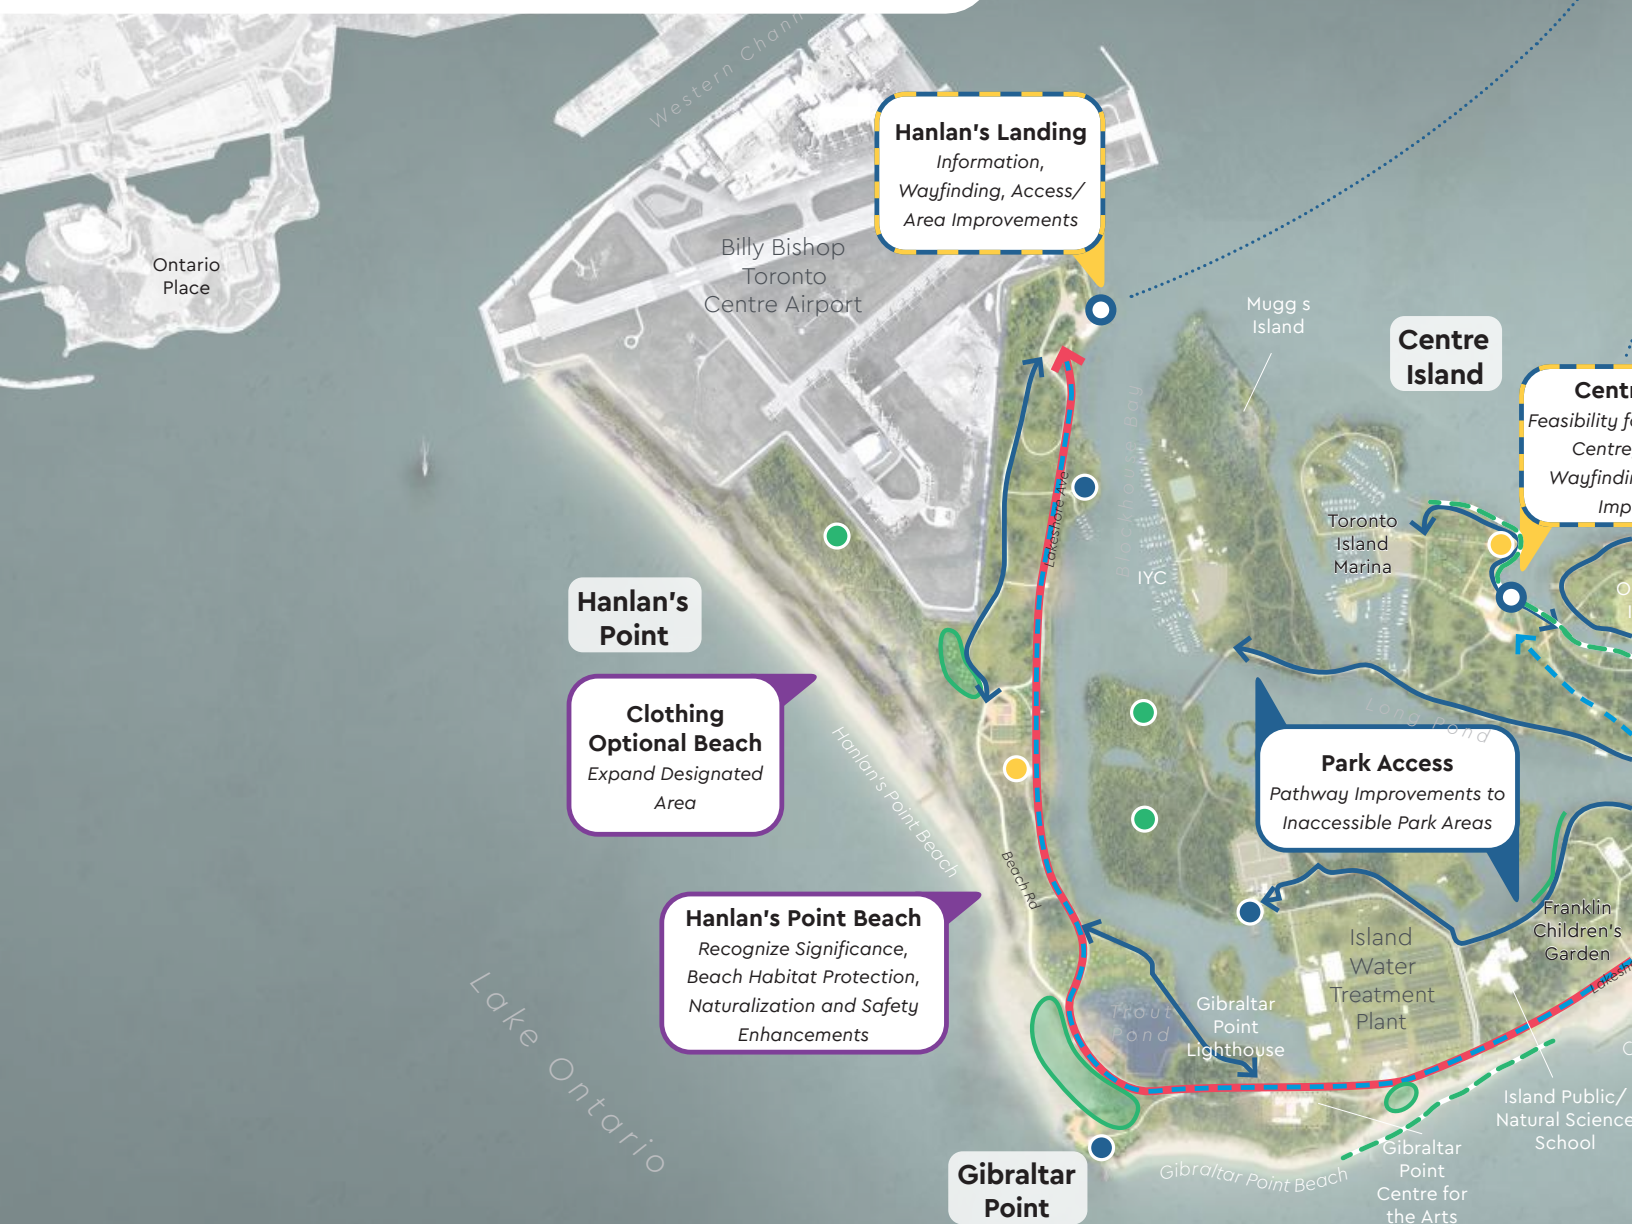 Western Chann
Hanlan's Landing
Information,
Wayfinding, Access/
Area Improvements
Ontario
Place
Billy Bishop
Toronto
Centre Airport
Mugg s
Island
Centre
Island
Centr
Feasibility f
Centre
Wayfindi
Imp
Blockhouse Bay
Lakeshore Ave
Toronto
Island
Marina
IYC
Hanlan's
Point
Clothing
Optional Beach
Expand Designated
Area
Long Pond
Park Access
Pathway Improvements to
Inaccessible Park Areas
Hanlan's Point Beach
Beach Rd
Hanlan's Point Beach
Recognize Significance,
Beach Habitat Protection,
Naturalization and Safety
Enhancements
Franklin
Children's
Garden
Island
Water
Treatment
Plant
Lakesh
Trout
Pond
Gibraltar
Point
Lighthouse
Lake Ontario
Island Public/
Natural Science
School
Gibraltar
Point
Centre for
the Arts
Gibraltar Point Beach
Gibraltar
Point